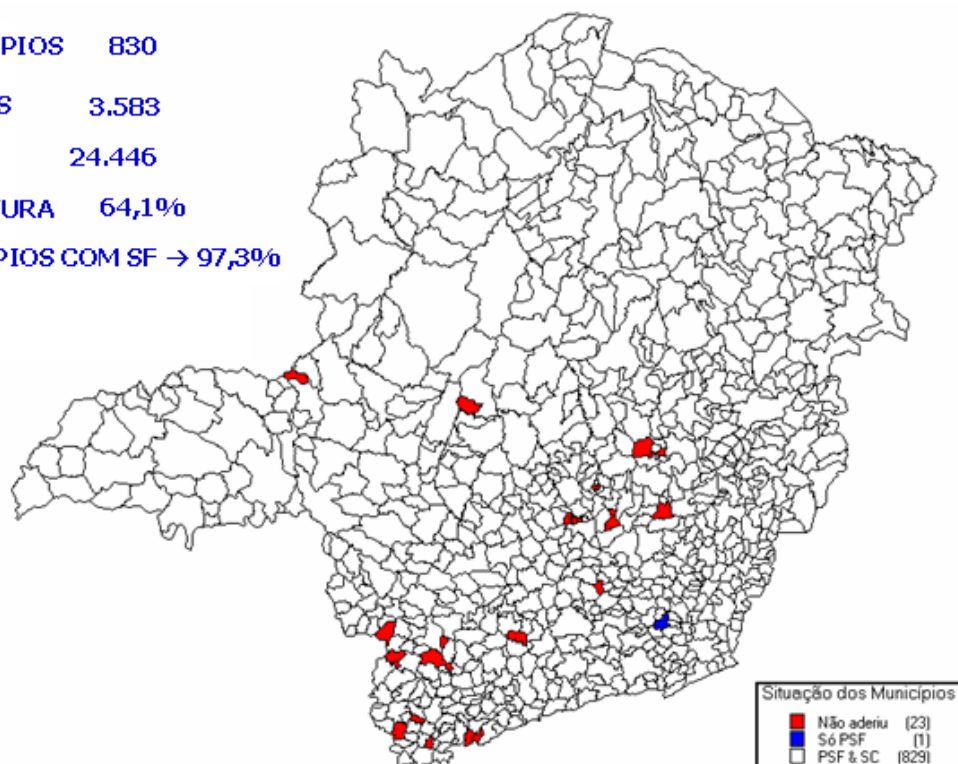 PIOS 830
S 3.583
24.446
URA 64,1%
PIOS COM SF → 97,3%
Situação dos Municípios
Não aderiu (23)
Só PSF (1)
PSF & SC (829)